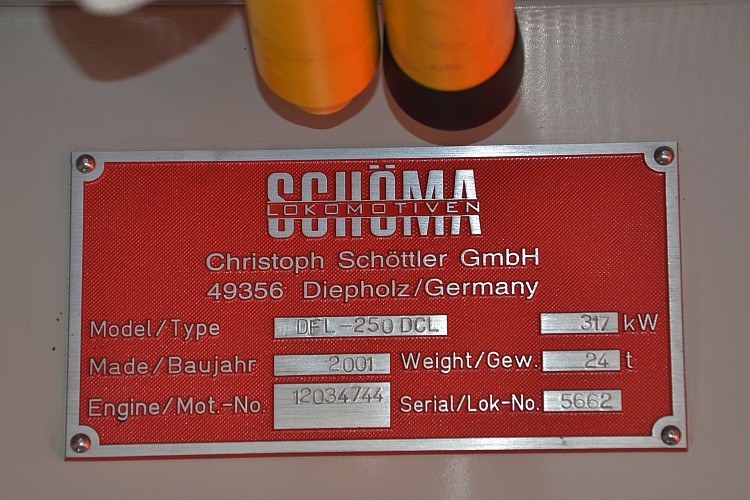 SCHÖMA
LOKOMOTIVEN
Christoph Schöttler GmbH
49356 Diepholz/Germany
Model/Type DFL-250 DCL 317 kW
Made/Baujahr 2001 Weight/Gew. 24 t
Engine/Mot.-No. 12034744 Serial/Lok-No. 5662